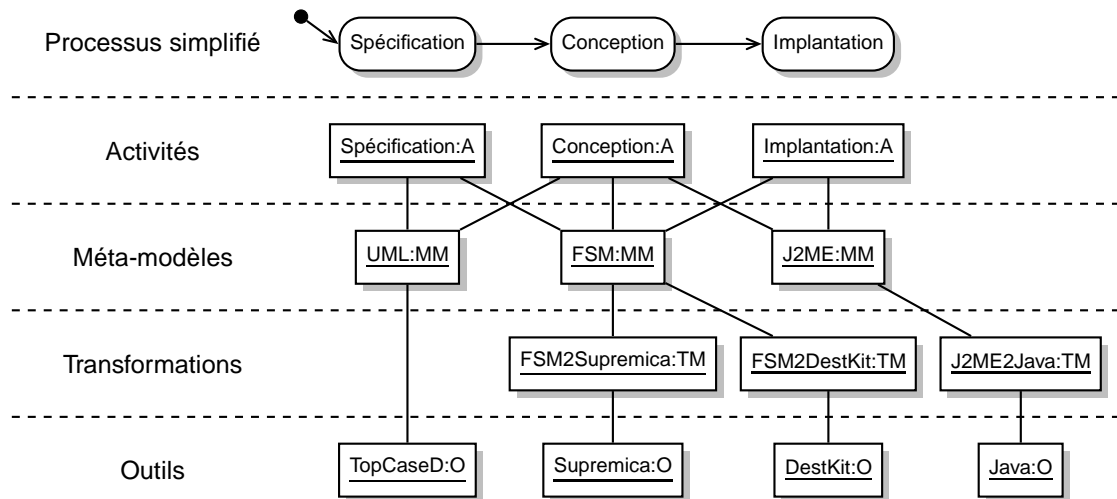 Processus simplifié
Spécification
Conception
Implantation
Activités
Spécification:A
Conception:A
Implantation:A
Méta-modèles
UML:MM
FSM:MM
J2ME:MM
Transformations
FSM2Supremica:TM
FSM2DestKit:TM
J2ME2Java:TM
Outils
TopCaseD:O
Supremica:O
DestKit:O
Java:O